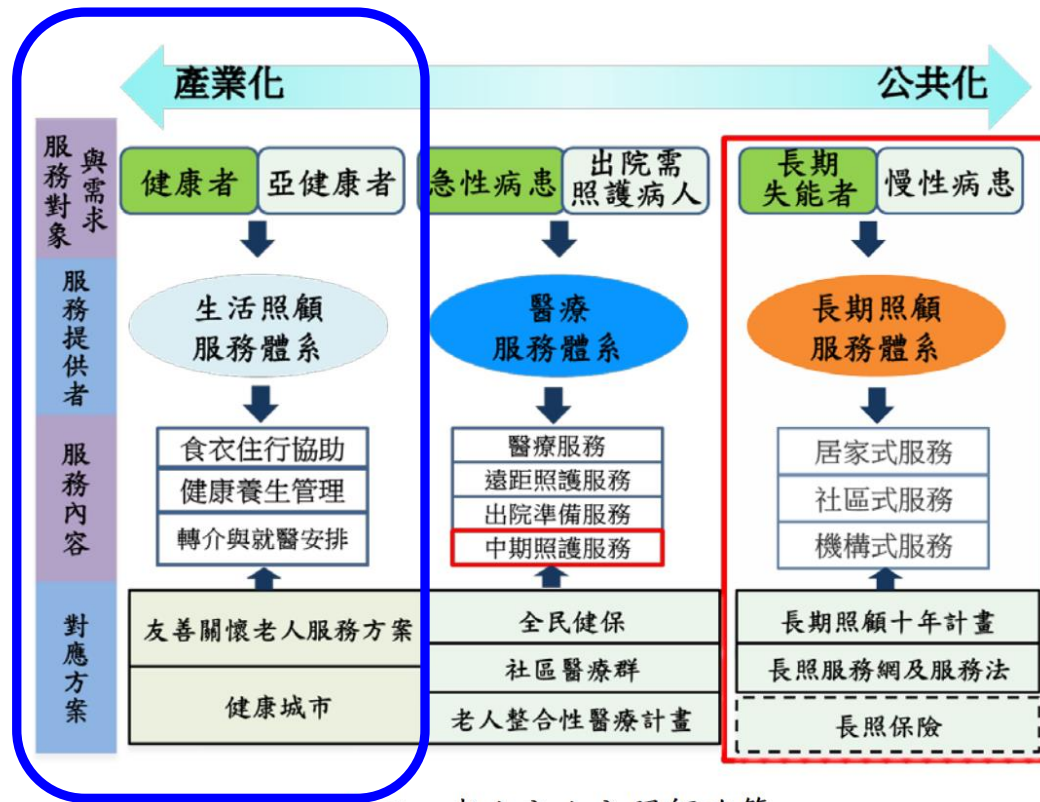 產業化
公共化
服務對象與需求
健康者
亞健康者
急性病患
出院需
照護病人
長期
失能者
慢性病患
服務提供者
生活照顧
服務體系
醫療
服務體系
長期照顧
服務體系
服務內容
食衣住行協助
健康養生管理
轉介與就醫安排
醫療服務
遠距照護服務
出院準備服務
中期照護服務
居家式服務
社區式服務
機構式服務
對應方案
友善關懷老人服務方案
健康城市
全民健保
社區醫療群
老人整合性醫療計畫
長期照顧十年計畫
長照服務網及服務法
長照保險